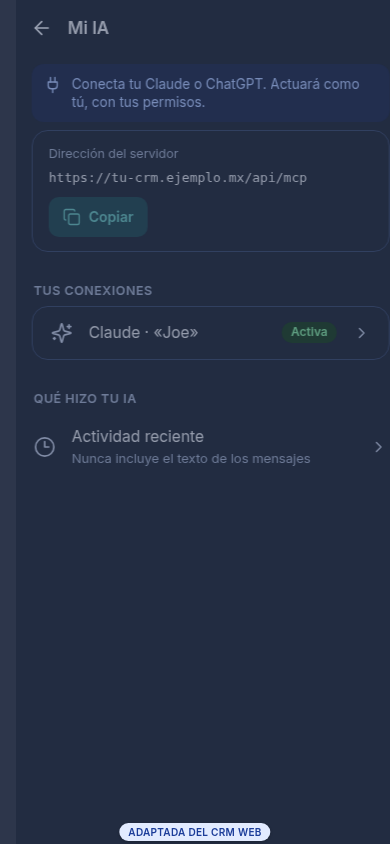 Mi IA
Conecta tu Claude o ChatGPT. Actuará como
tú, con tus permisos.
Dirección del servidor
https://tu-crm.ejemplo.mx/api/mcp
Copiar
TUS CONEXIONES
Claude · «Joe»
Activa
QUÉ HIZO TU IA
Actividad reciente
Nunca incluye el texto de los mensajes
ADAPTADA DEL CRM WEB